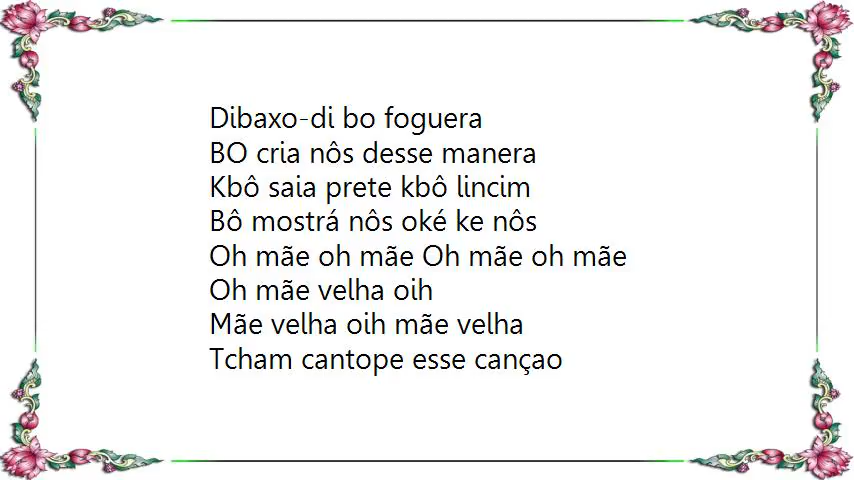 Dibaxo-di bo foguera
BO cria nôs desse manera
Kbô saia prete kbô lincim
Bô mostrá nôs oké ke nôs
Oh mãe oh mãe Oh mãe oh mãe
Oh mãe velha oih
Mãe velha oih mãe velha
Tcham cantope esse cançao